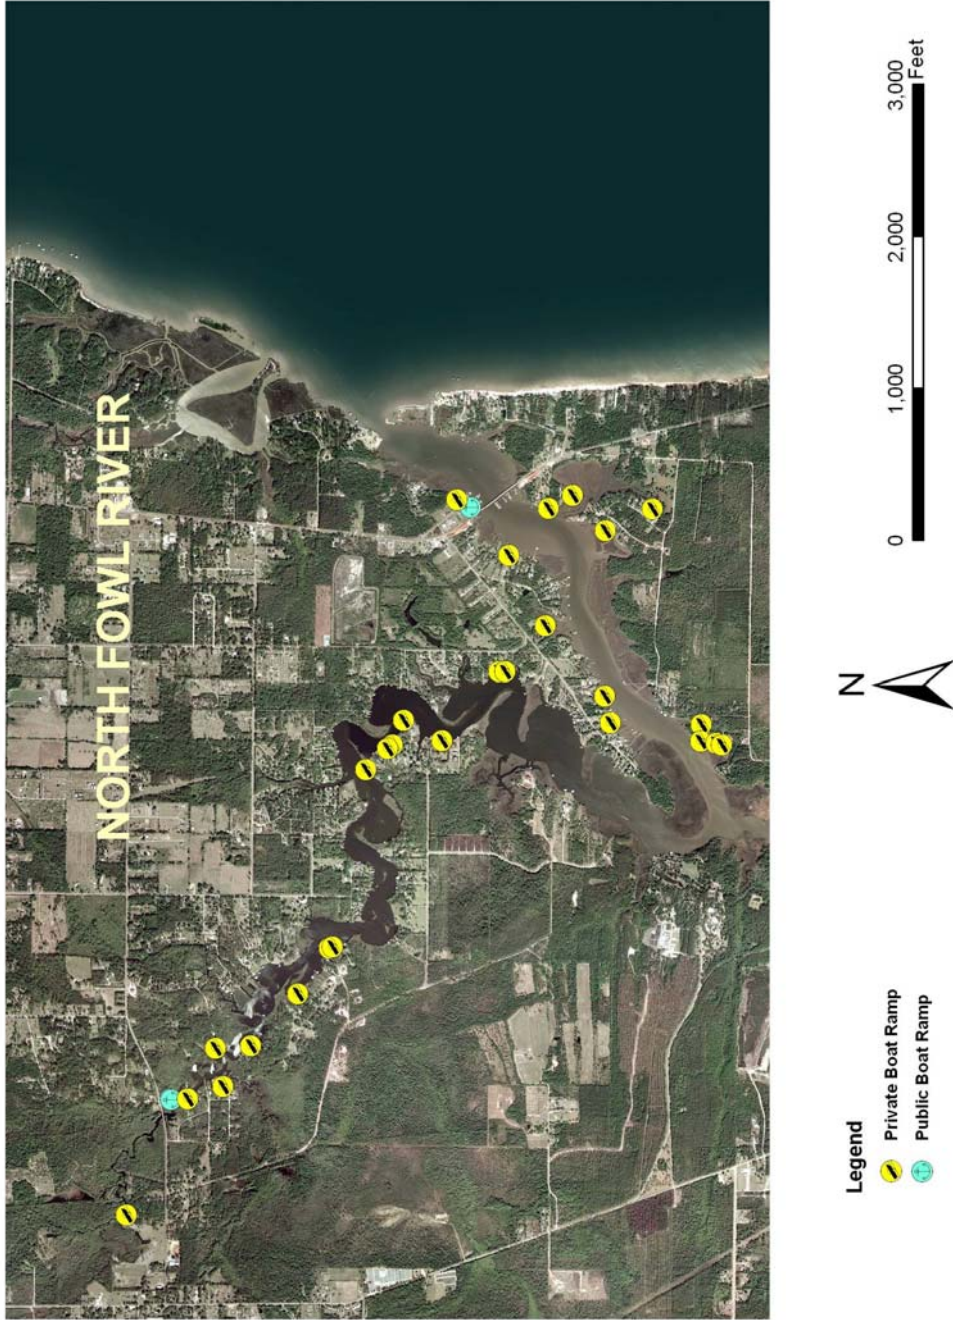 NORTH FOWL RIVER
Legend
Private Boat Ramp
Public Boat Ramp
N
0 1,000 2,000 3,000
Feet